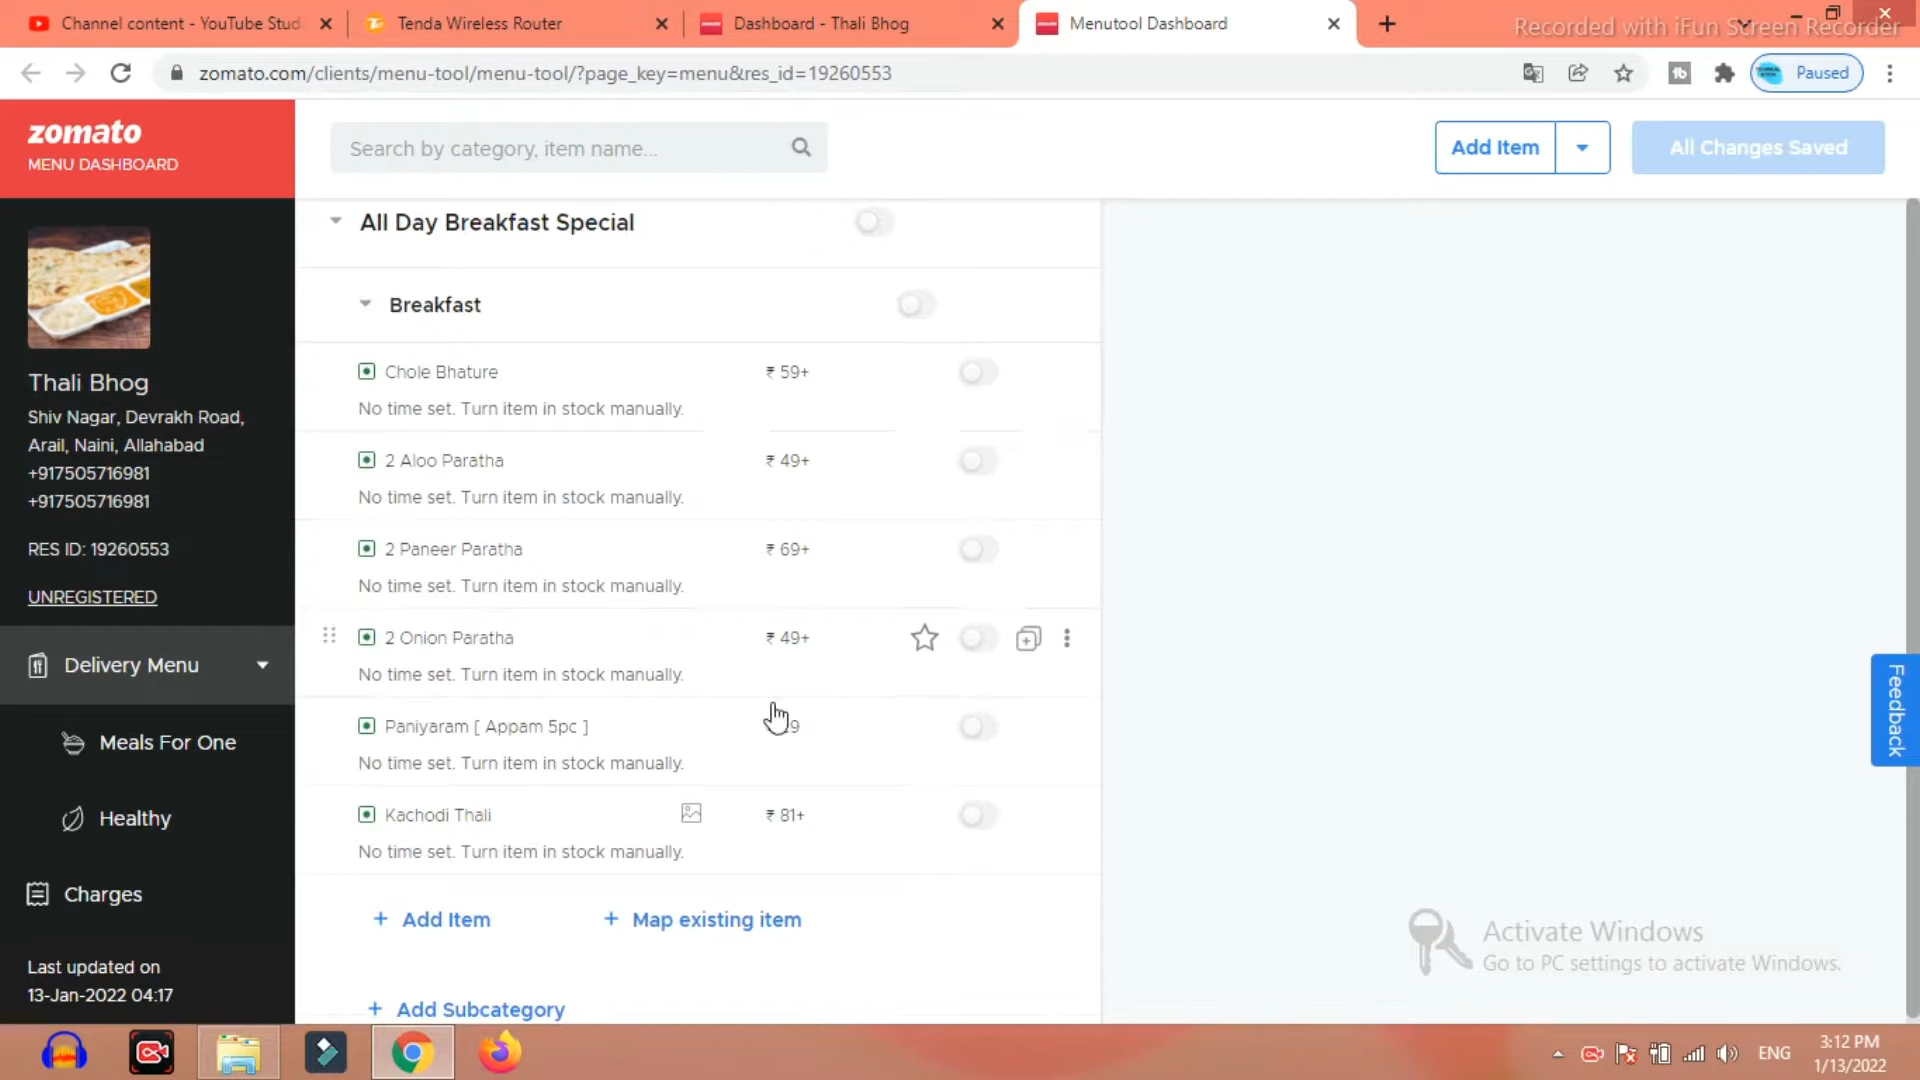 Channel content - YouTube Stud
Tenda Wireless Router
Dashboard - Thali Bhog
Menutool Dashboard
Recorded with iFun Screen Recorder
zomato.com/clients/menu-tool/menu-tool/?page_key=menu&res_id=19260553
Paused
zomato
MENU DASHBOARD
Search by category, item name...
Add Item
All Changes Saved
Thali Bhog
Shiv Nagar, Devrakh Road,
Arail, Naini, Allahabad
+917505716981
+917505716981
RES ID: 19260553
UNREGISTERED
Delivery Menu
Meals For One
Healthy
Charges
Last updated on
13-Jan-2022 04:17
All Day Breakfast Special
Breakfast
Chole Bhature ₹ 59+
No time set. Turn item in stock manually.
2 Aloo Paratha ₹ 49+
No time set. Turn item in stock manually.
2 Paneer Paratha ₹ 69+
No time set. Turn item in stock manually.
2 Onion Paratha ₹ 49+
No time set. Turn item in stock manually.
Paniyaram [ Appam 5pc ]
No time set. Turn item in stock manually.
Kachodi Thali ₹ 81+
No time set. Turn item in stock manually.
+ Add Item + Map existing item
+ Add Subcategory
Feedback
Activate Windows
Go to PC settings to activate Windows.
ENG
3:12 PM
1/13/2022